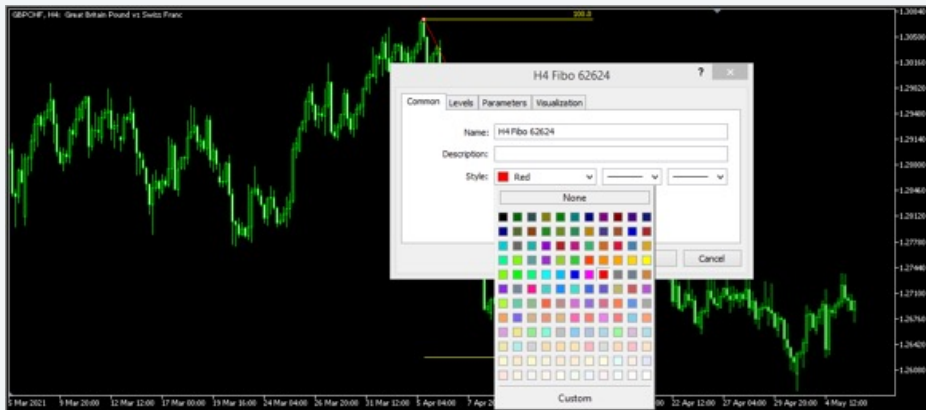 GBPCHF, H4: Great Britain Pound vs Swiss Franc
100.0
1.30840
1.30500
1.30160
1.29820
1.29480
1.29140
1.28800
1.28460
1.28120
1.27780
1.27440
1.27100
1.26760
1.26420
1.26080
H4 Fibo 62624
?
Common Levels Parameters Visualization
Name: H4 Fibo 62624
Description:
Style: Red
None
Cancel
Custom
5 Mar 2021 9 Mar 20:00 12 Mar 12:00 17 Mar 00:00 19 Mar 16:00 24 Mar 04:00 26 Mar 20:00 31 Mar 12:00 5 Apr 04:00 7 Apr 22 Apr 12:00 27 Apr 04:00 29 Apr 20:00 4 May 12:00